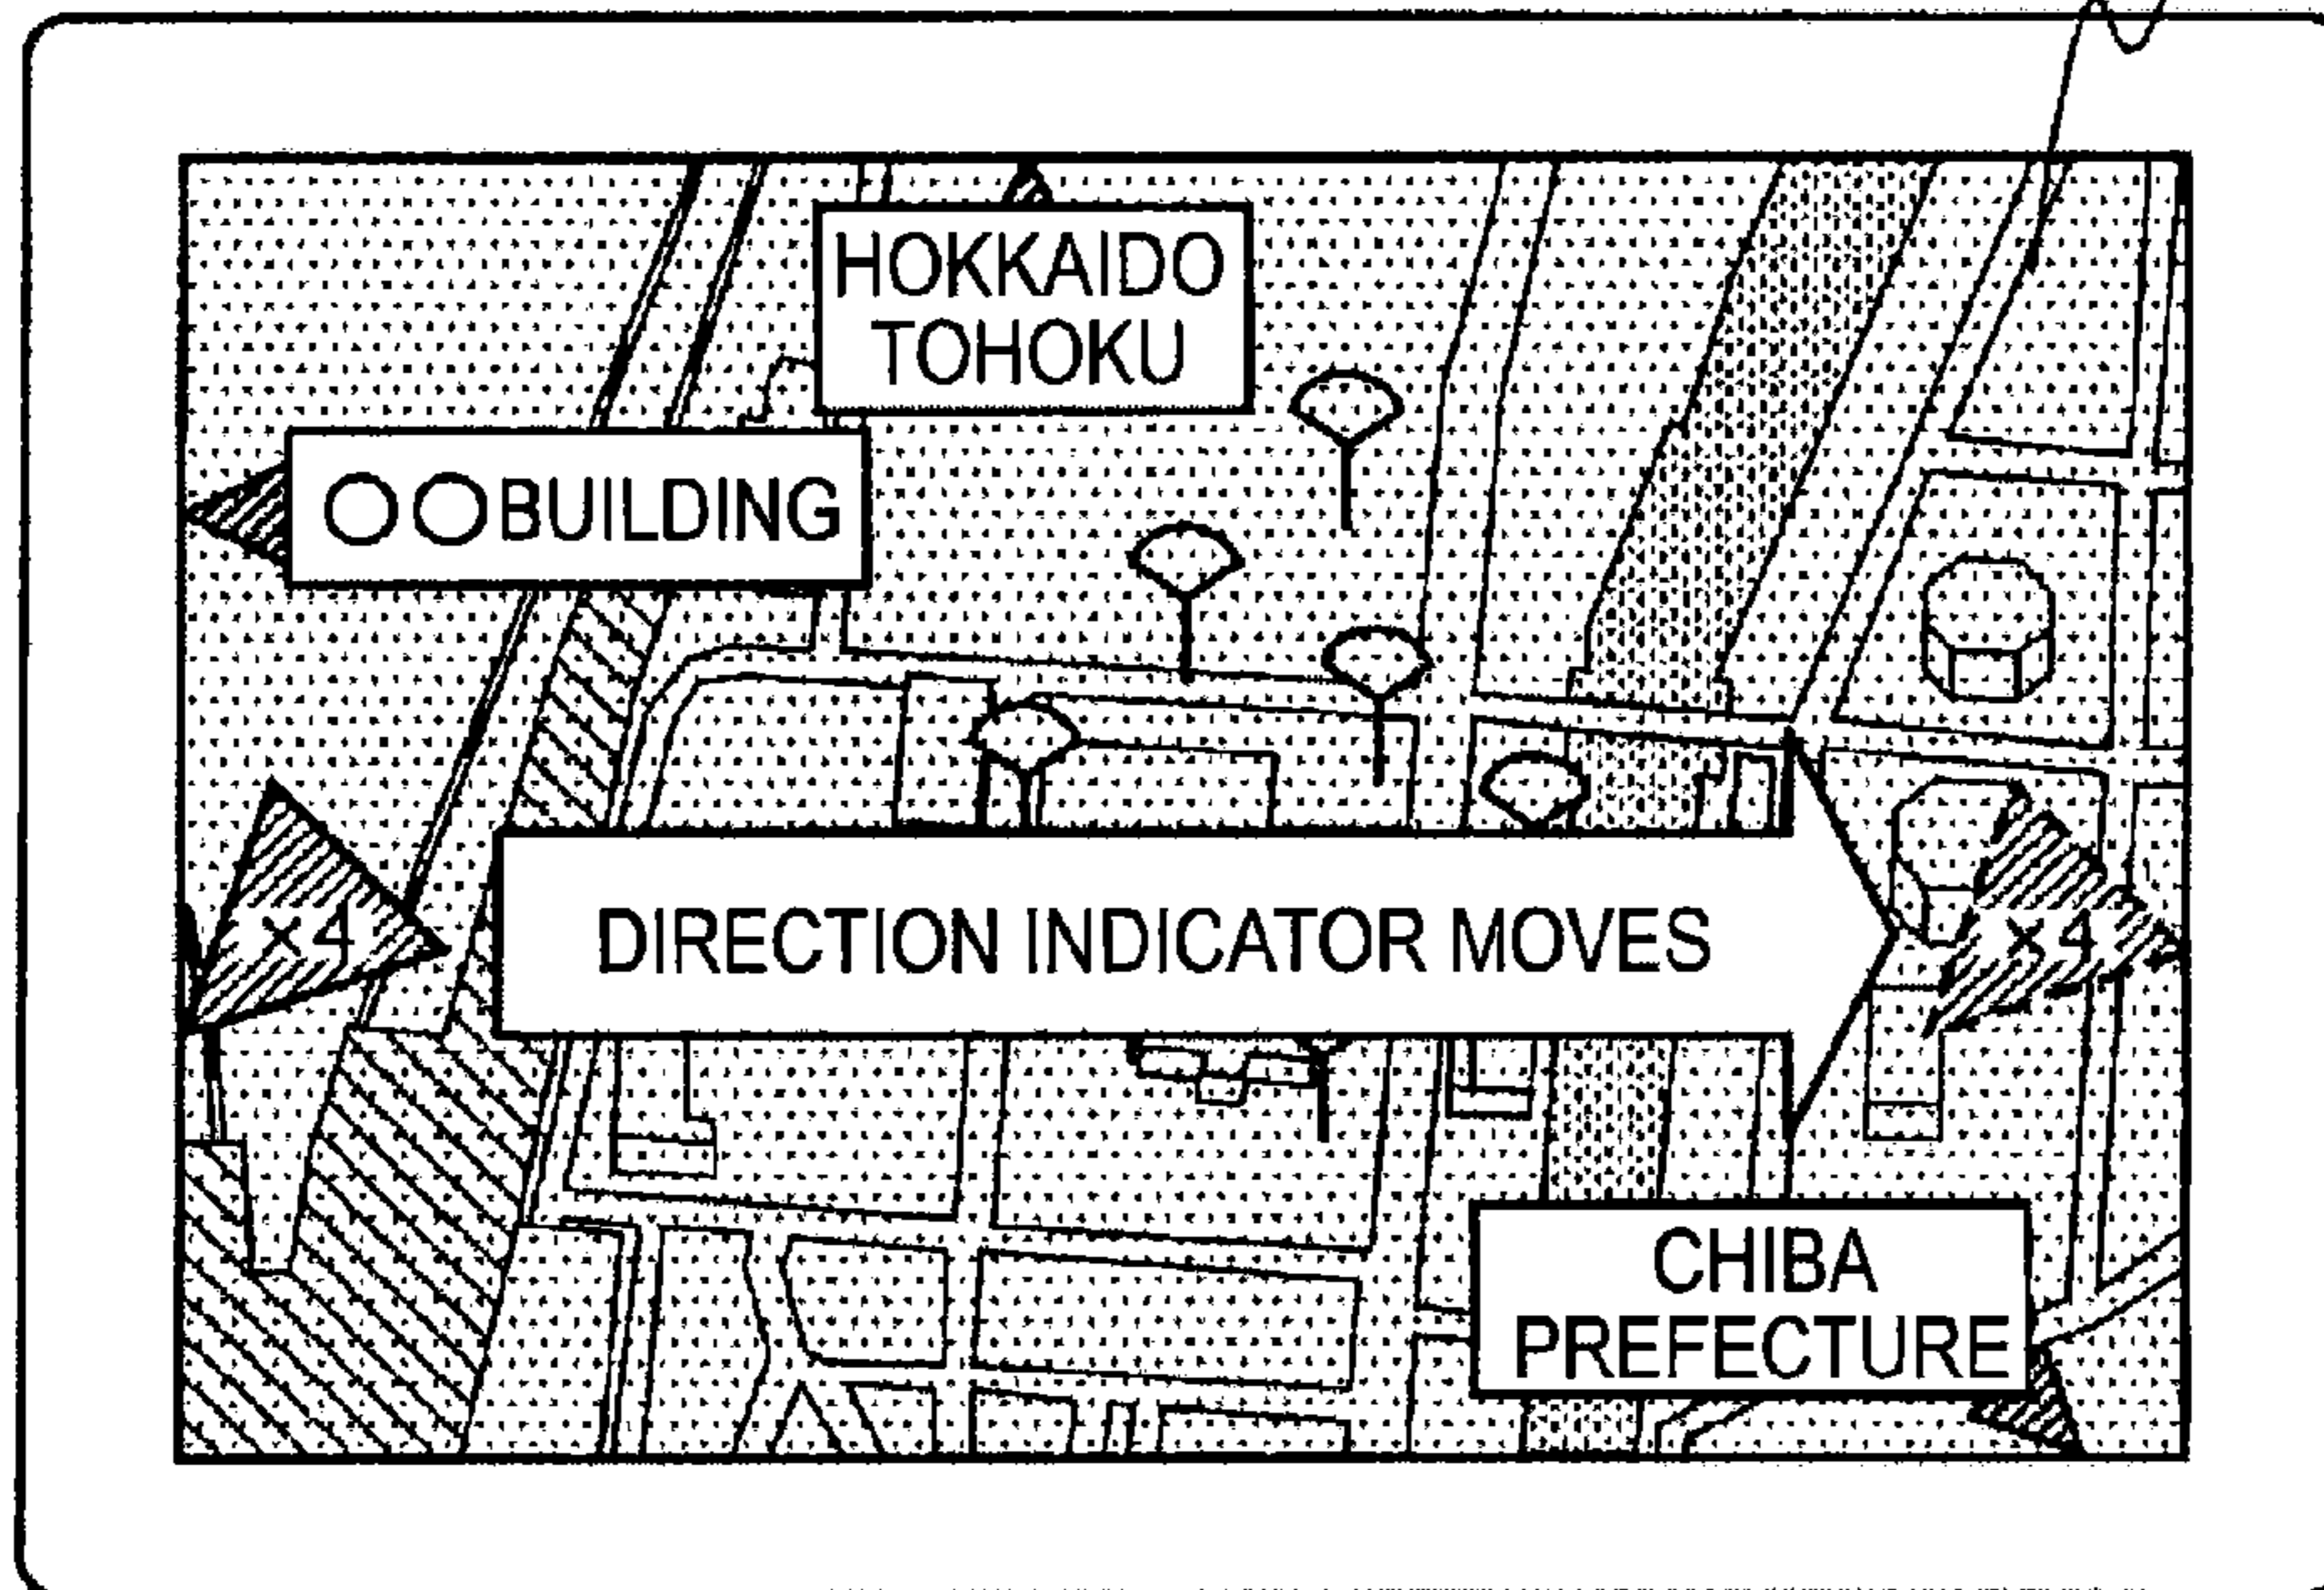 HOKKAIDO
TOHOKU
○○BUILDING
×4
DIRECTION INDICATOR MOVES
×4
CHIBA
PREFECTURE